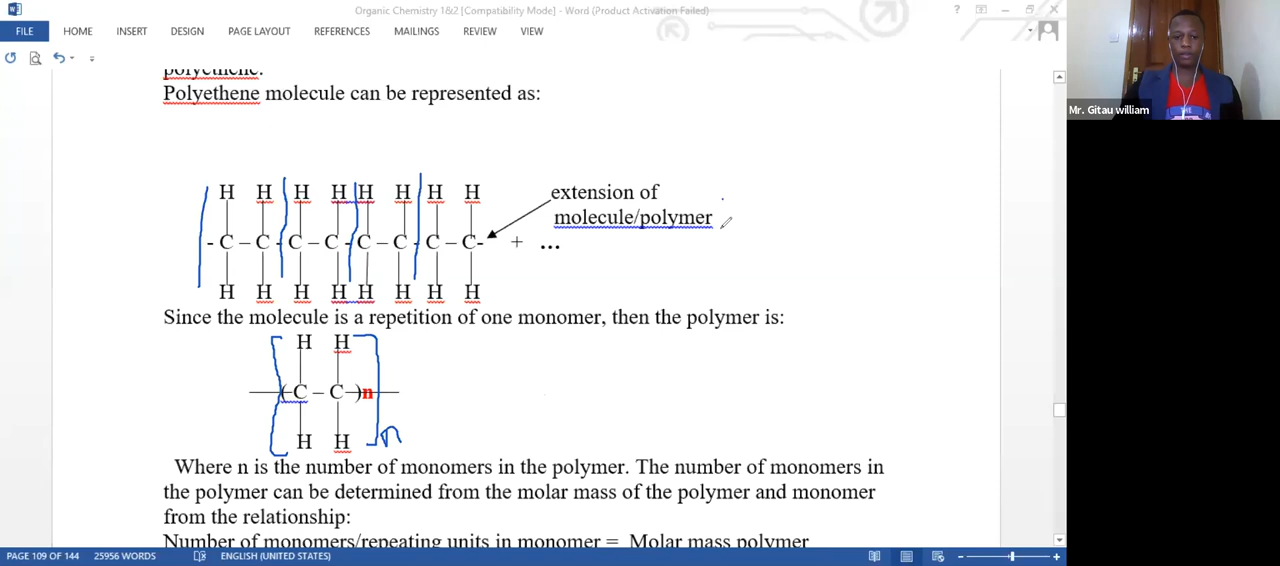 Organic Chemistry 1&2 [Compatibility Mode] - Word (Product Activation Failed)
FILE HOME INSERT DESIGN PAGE LAYOUT REFERENCES MAILINGS REVIEW VIEW
Mr. Gitau william
polyethene.
Polyethene molecule can be represented as:
H H H H H H H H
extension of
molecule/polymer
- C – C - C – C - C – C - C – C- + ...
H H H H H H H H
Since the molecule is a repetition of one monomer, then the polymer is:
H H
( C – C )n
H H n
Where n is the number of monomers in the polymer. The number of monomers in
the polymer can be determined from the molar mass of the polymer and monomer
from the relationship:
Number of monomers/repeating units in monomer = Molar mass polymer
PAGE 109 OF 144 25956 WORDS ENGLISH (UNITED STATES)